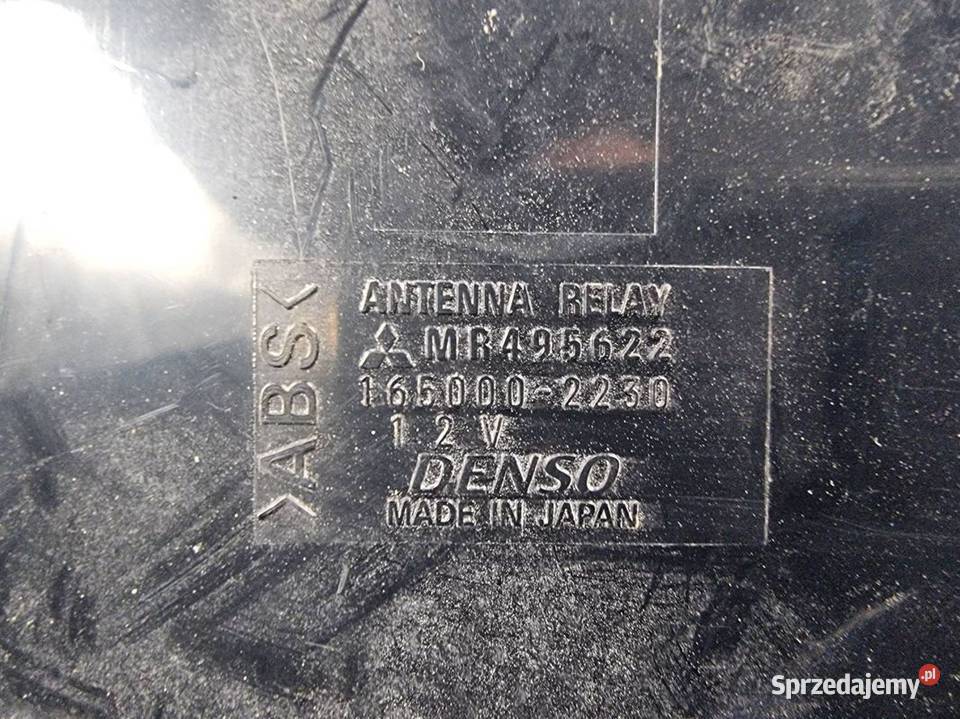 >ABS<
ANTENNA RELAY
MR495622
165000-2230
12V
DENSO
MADE IN JAPAN
Sprzedajemy.pl